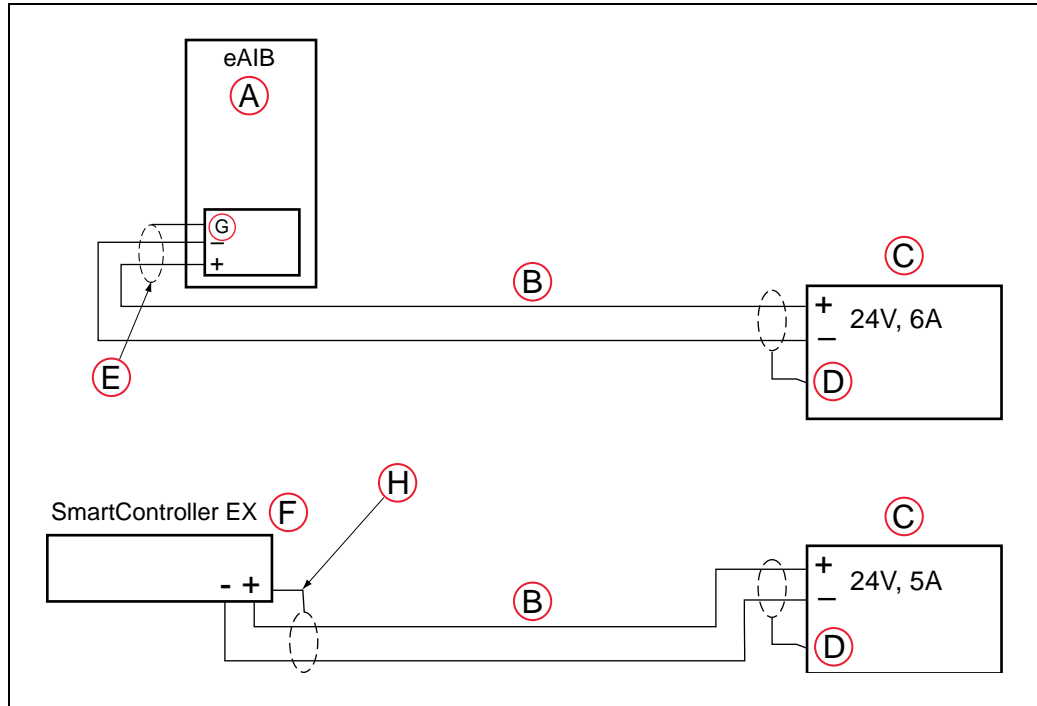 eAIB
A
G
−
+
E
B
C
+
24V, 6A
−
D
H
SmartController EX F
- +
B
C
+
24V, 5A
−
D